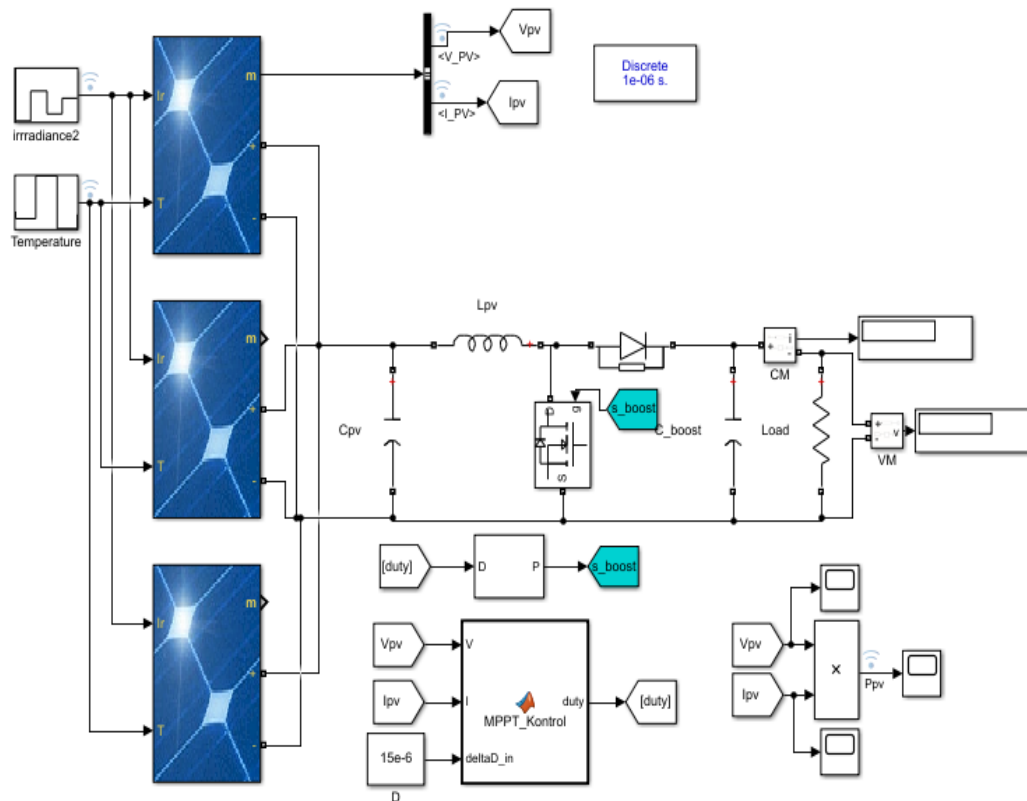 Vpv
<V_PV>
Discrete
1e-06 s.
m
Ir
Ipv
<I_PV>
irrradiance2
+
T
-
Temperature
Lpv
m
Ir
i
CM
s_boost
g
D
+
Cpv
C_boost
Load
v
VM
T
S
-
[duty]
D
P
s_boost
m
Ir
Vpv
V
Vpv
×
Ppv
Ipv
I
duty
[duty]
Ipv
MPPT_Kontrol
+
T
15e-6
deltaD_in
-
D